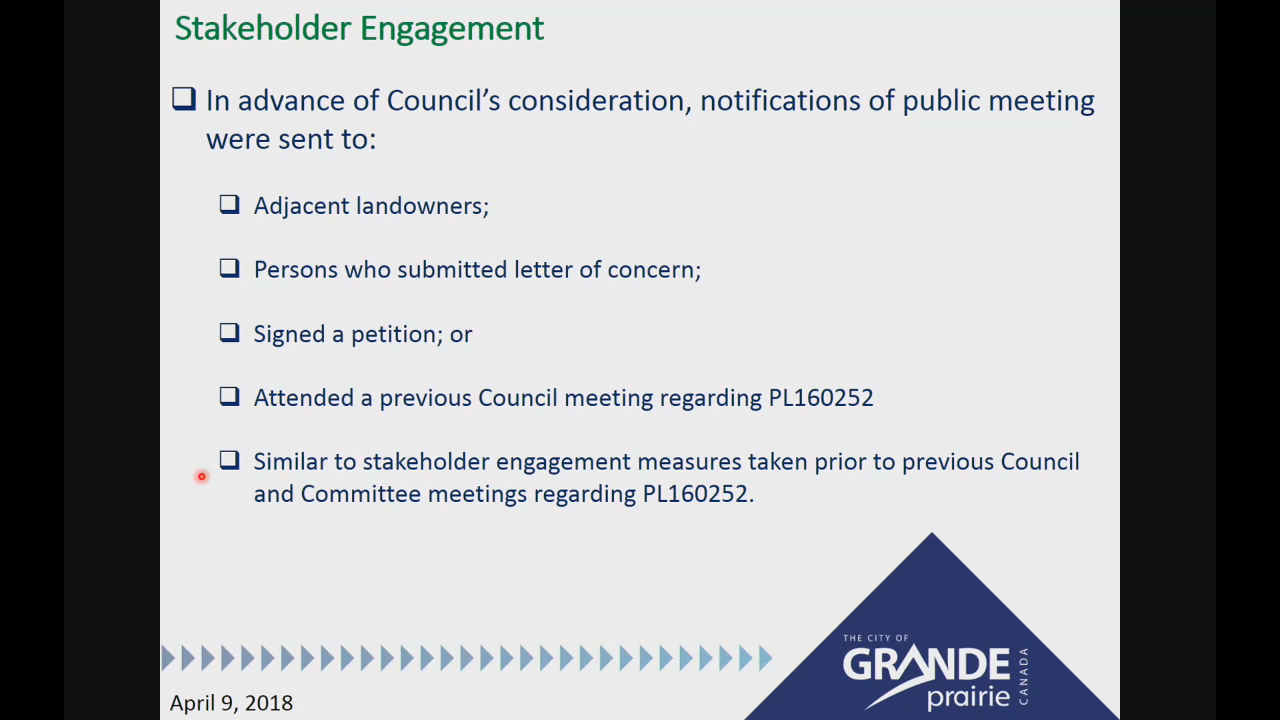 Stakeholder Engagement
In advance of Council’s consideration, notifications of public meeting
were sent to:
Adjacent landowners;
Persons who submitted letter of concern;
Signed a petition; or
Attended a previous Council meeting regarding PL160252
Similar to stakeholder engagement measures taken prior to previous Council
and Committee meetings regarding PL160252.
THE CITY OF
GRANDE
prairie
CANADA
April 9, 2018